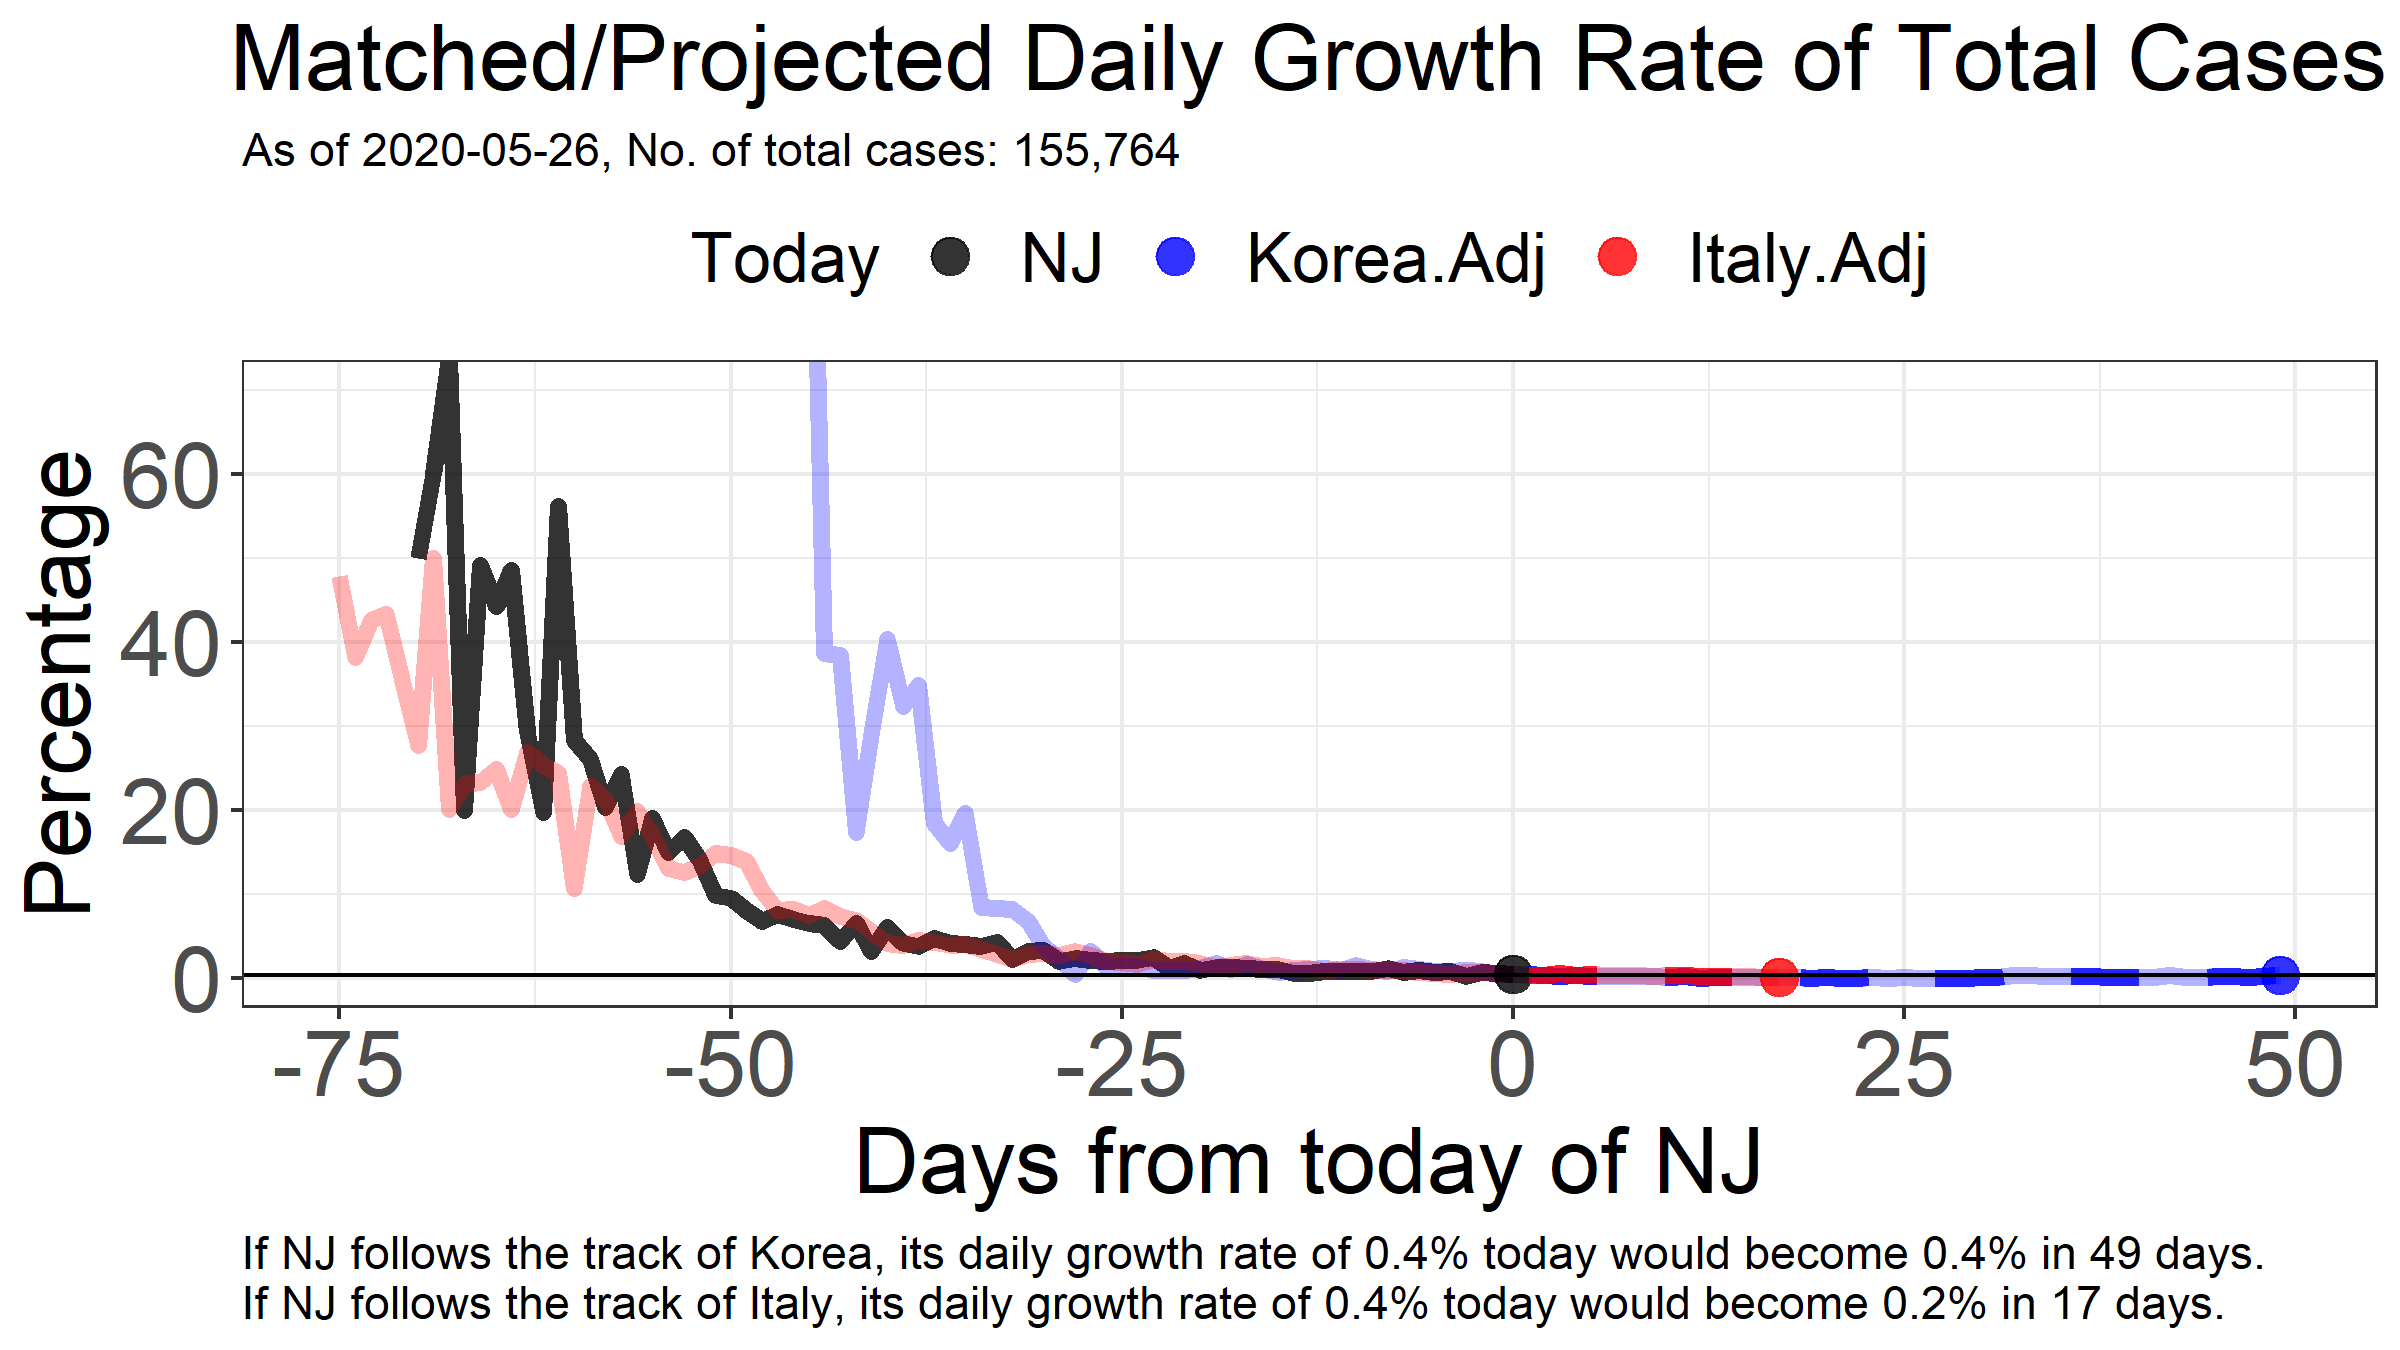 Matched/Projected Daily Growth Rate of Total Cases
As of 2020-05-26, No. of total cases: 155,764
Today NJ Korea.Adj Italy.Adj
Percentage
60
40
20
0
-75 -50 -25 0 25 50
Days from today of NJ
If NJ follows the track of Korea, its daily growth rate of 0.4% today would become 0.4% in 49 days.
If NJ follows the track of Italy, its daily growth rate of 0.4% today would become 0.2% in 17 days.